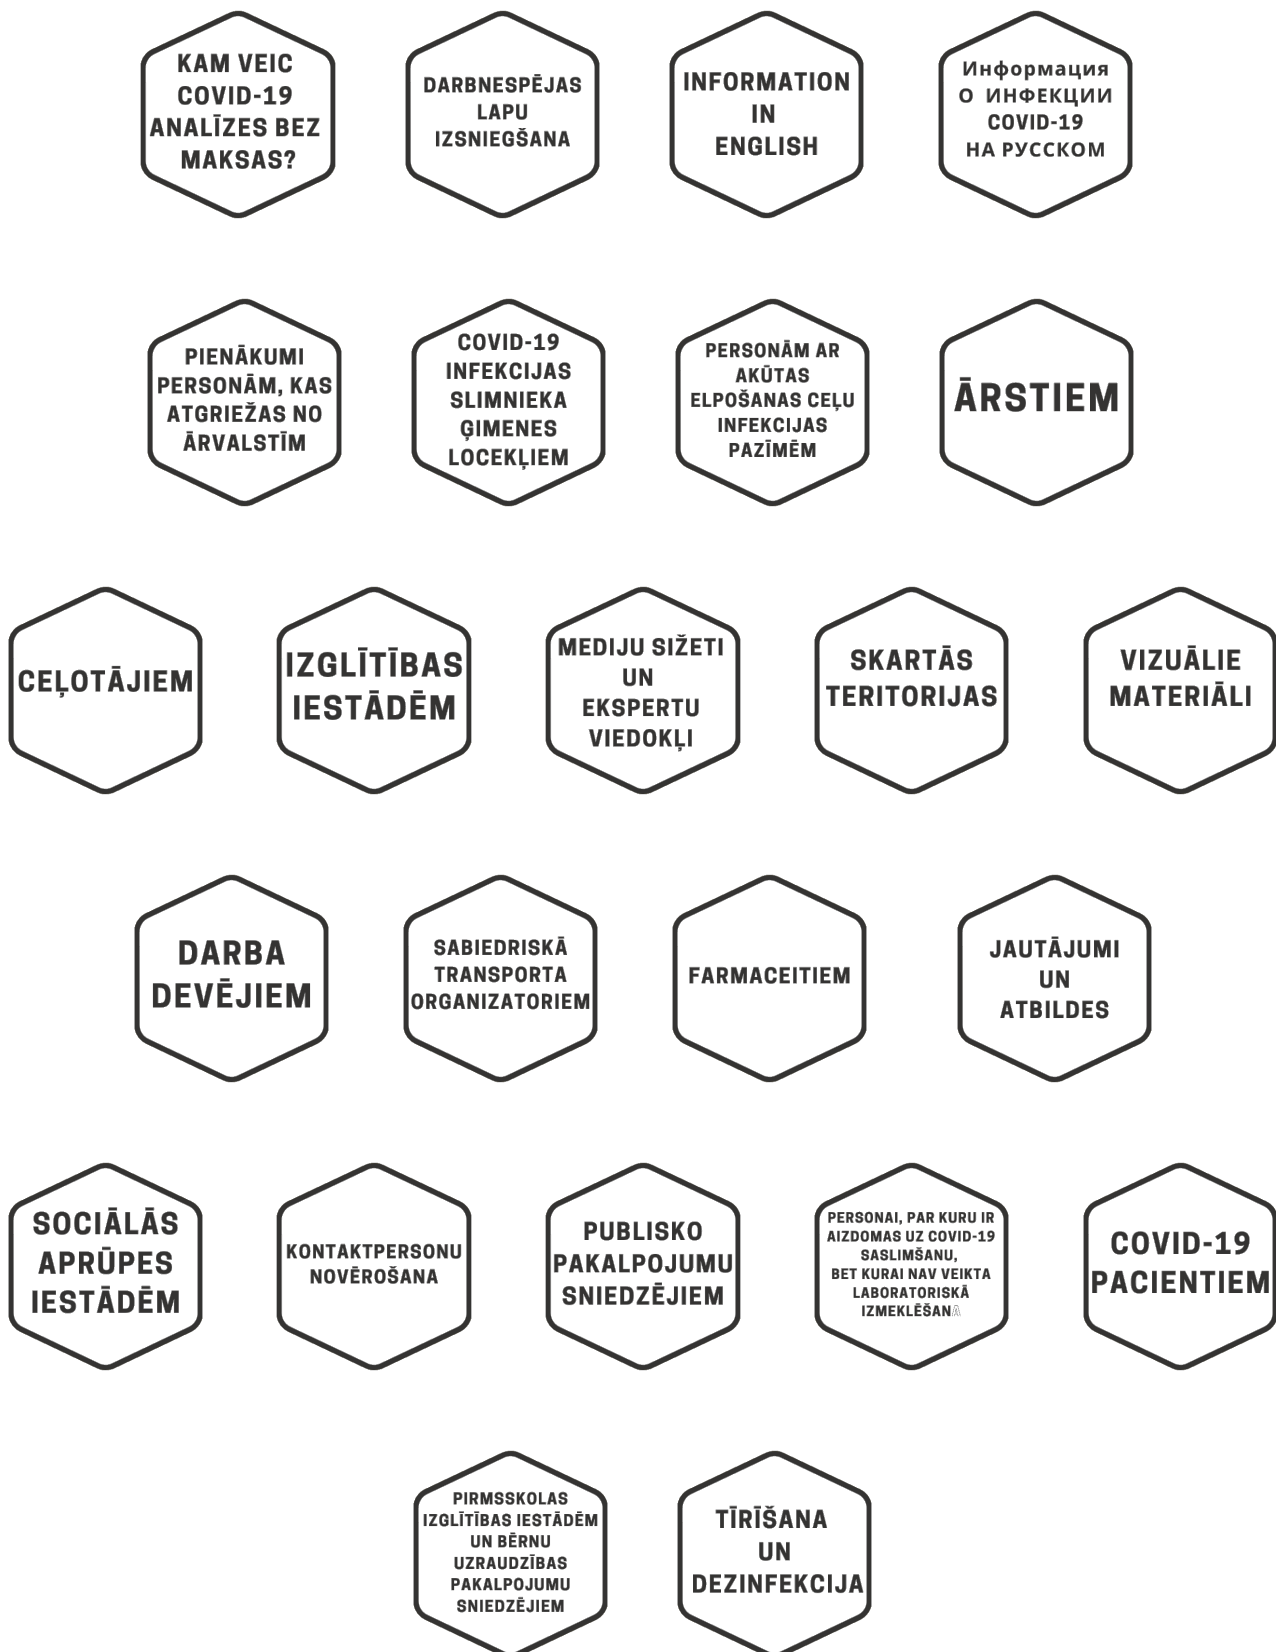 KAM VEIC
COVID-19
ANALĪZES BEZ
MAKSAS?
DARBNESPĒJAS
LAPU
IZSNIEGŠANA
INFORMATION
IN
ENGLISH
Информация
О ИНФЕКЦИИ
COVID-19
НА РУССКОМ
PIENĀKUMI
PERSONĀM, KAS
ATGRIEŽAS NO
ĀRVALSTĪM
COVID-19
INFEKCIJAS
SLIMNIEKA
ĢIMENES
LOCEKĻIEM
PERSONĀM AR
AKŪTAS
ELPOŠANAS CEĻU
INFEKCIJAS
PAZĪMĒM
ĀRSTIEM
CEĻOTĀJIEM
IZGLĪTĪBAS
IESTĀDĒM
MEDIJU SIŽETI
UN
EKSPERTU
VIEDOKĻI
SKARTĀS
TERITORIJAS
VIZUĀLIE
MATERIĀLI
DARBA
DEVĒJIEM
SABIEDRISKĀ
TRANSPORTA
ORGANIZATORIEM
FARMACEITIEM
JAUTĀJUMI
UN
ATBILDES
SOCIĀLĀS
APRŪPES
IESTĀDĒM
KONTAKTPERSONU
NOVĒROŠANA
PUBLISKO
PAKALPOJUMU
SNIEDZĒJIEM
PERSONAI, PAR KURU IR
AIZDOMAS UZ COVID-19
SASLIMŠANU,
BET KURAI NAV VEIKTA
LABORATORISKĀ
IZMEKLĒŠANA
COVID-19
PACIENTIEM
PIRMSSKOLAS
IZGLĪTĪBAS IESTĀDĒM
UN BĒRNU
UZRAUDZĪBAS
PAKALPOJUMU
SNIEDZĒJIEM
TĪRĪŠANA
UN
DEZINFEKCIJA